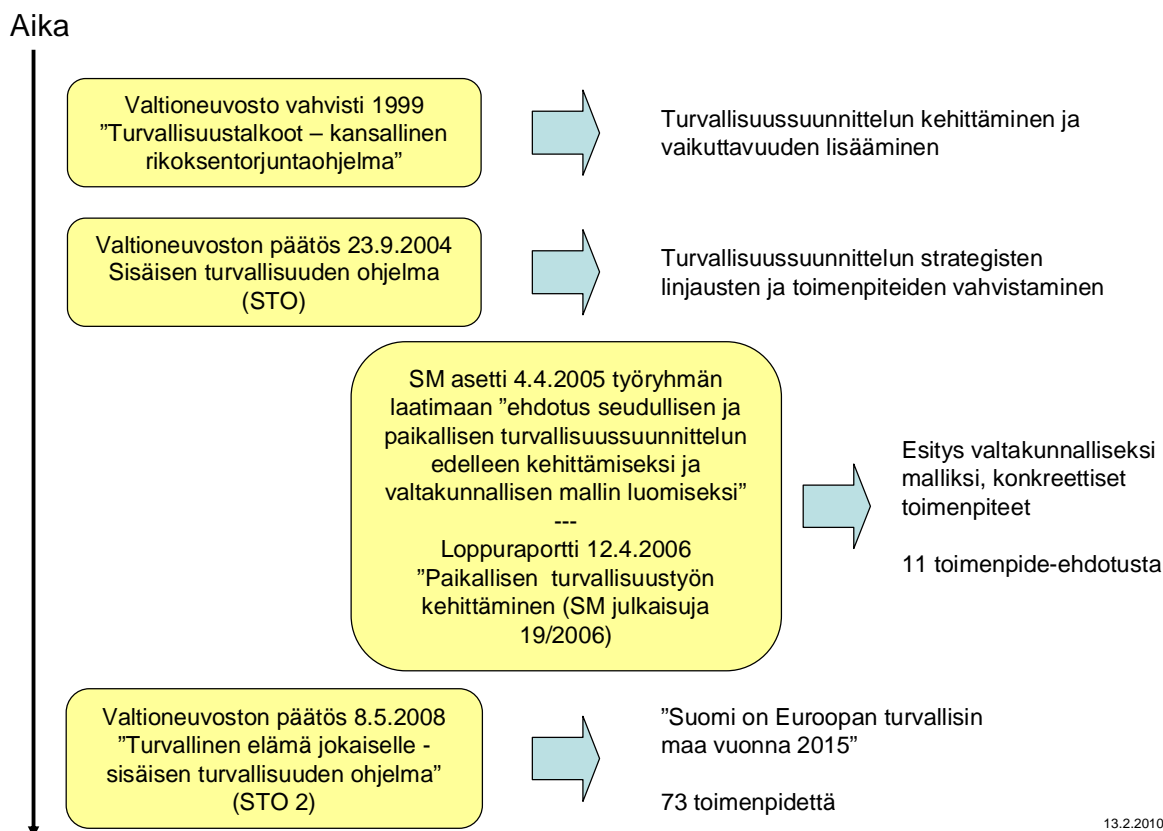 Aika
Valtioneuvosto vahvisti 1999
”Turvallisuustalkoot – kansallinen
rikoksentorjuntaohjelma”
Turvallisuussuunnittelun kehittäminen ja
vaikuttavuuden lisääminen
Valtioneuvoston päätös 23.9.2004
Sisäisen turvallisuuden ohjelma
(STO)
Turvallisuussuunnittelun strategisten
linjausten ja toimenpiteiden vahvistaminen
SM asetti 4.4.2005 työryhmän
laatimaan ”ehdotus seudullisen ja
paikallisen turvallisuussuunnittelun
edelleen kehittämiseksi ja
valtakunnallisen mallin luomiseksi”
---
Loppuraportti 12.4.2006
”Paikallisen turvallisuustyön
kehittäminen (SM julkaisuja
19/2006)
Esitys valtakunnalliseksi
malliksi, konkreettiset
toimenpiteet
11 toimenpide-ehdotusta
Valtioneuvoston päätös 8.5.2008
”Turvallinen elämä jokaiselle -
sisäisen turvallisuuden ohjelma”
(STO 2)
”Suomi on Euroopan turvallisin
maa vuonna 2015”
73 toimenpidettä
13.2.2010